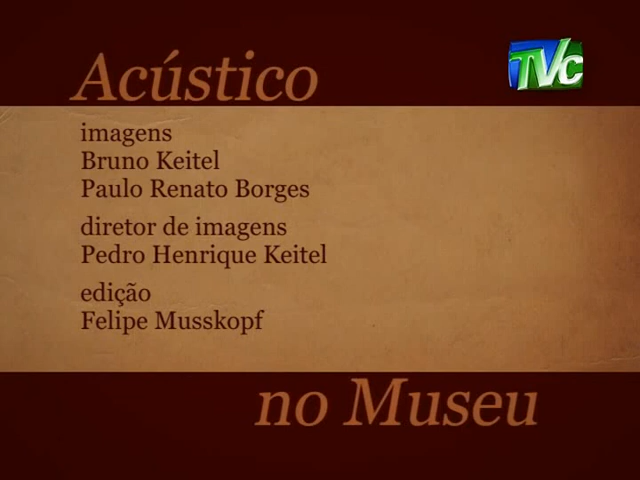 Acústico
TVC
imagens
Bruno Keitel
Paulo Renato Borges
diretor de imagens
Pedro Henrique Keitel
edição
Felipe Musskopf
no Museu